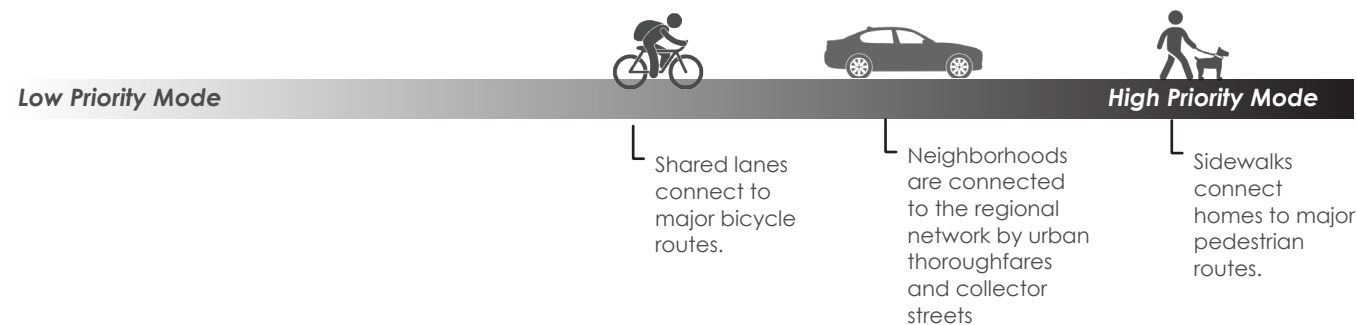 Low Priority Mode
High Priority Mode
Shared lanes
connect to
major bicycle
routes.
Neighborhoods
are connected
to the regional
network by urban
thoroughfares
and collector
streets
Sidewalks
connect
homes to major
pedestrian
routes.